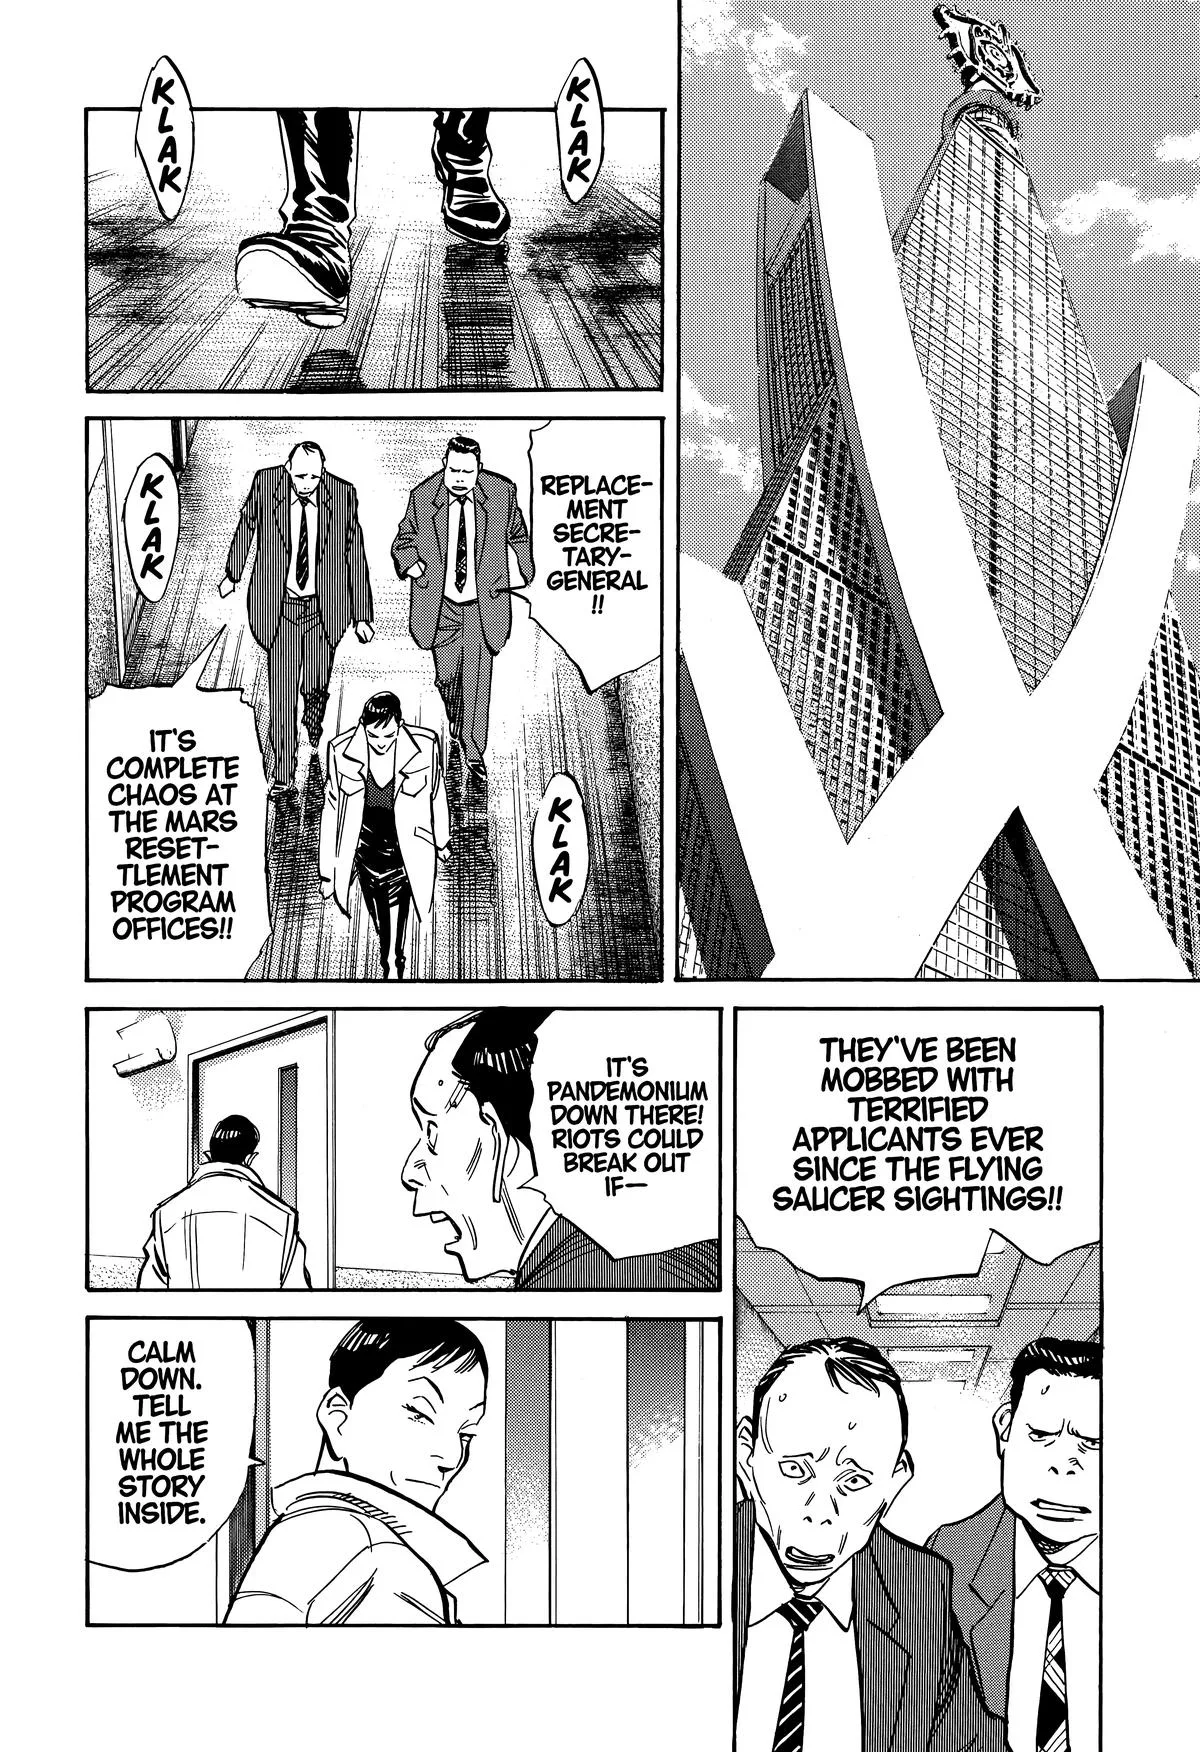 KLAK
KLAK
REPLACE-
MENT
SECRE-
TARY-
GENERAL
!!
KLAK
IT'S
COMPLETE
CHAOS AT
THE MARS
RESET-
TLEMENT
PROGRAM
OFFICES!!
KLAK
THEY'VE BEEN
MOBBED WITH
TERRIFIED
APPLICANTS EVER
SINCE THE FLYING
SAUCER SIGHTINGS!!
IT'S
PANDEMONIUM
DOWN THERE!
RIOTS COULD
BREAK OUT
IF—
CALM
DOWN.
TELL
ME THE
WHOLE
STORY
INSIDE.